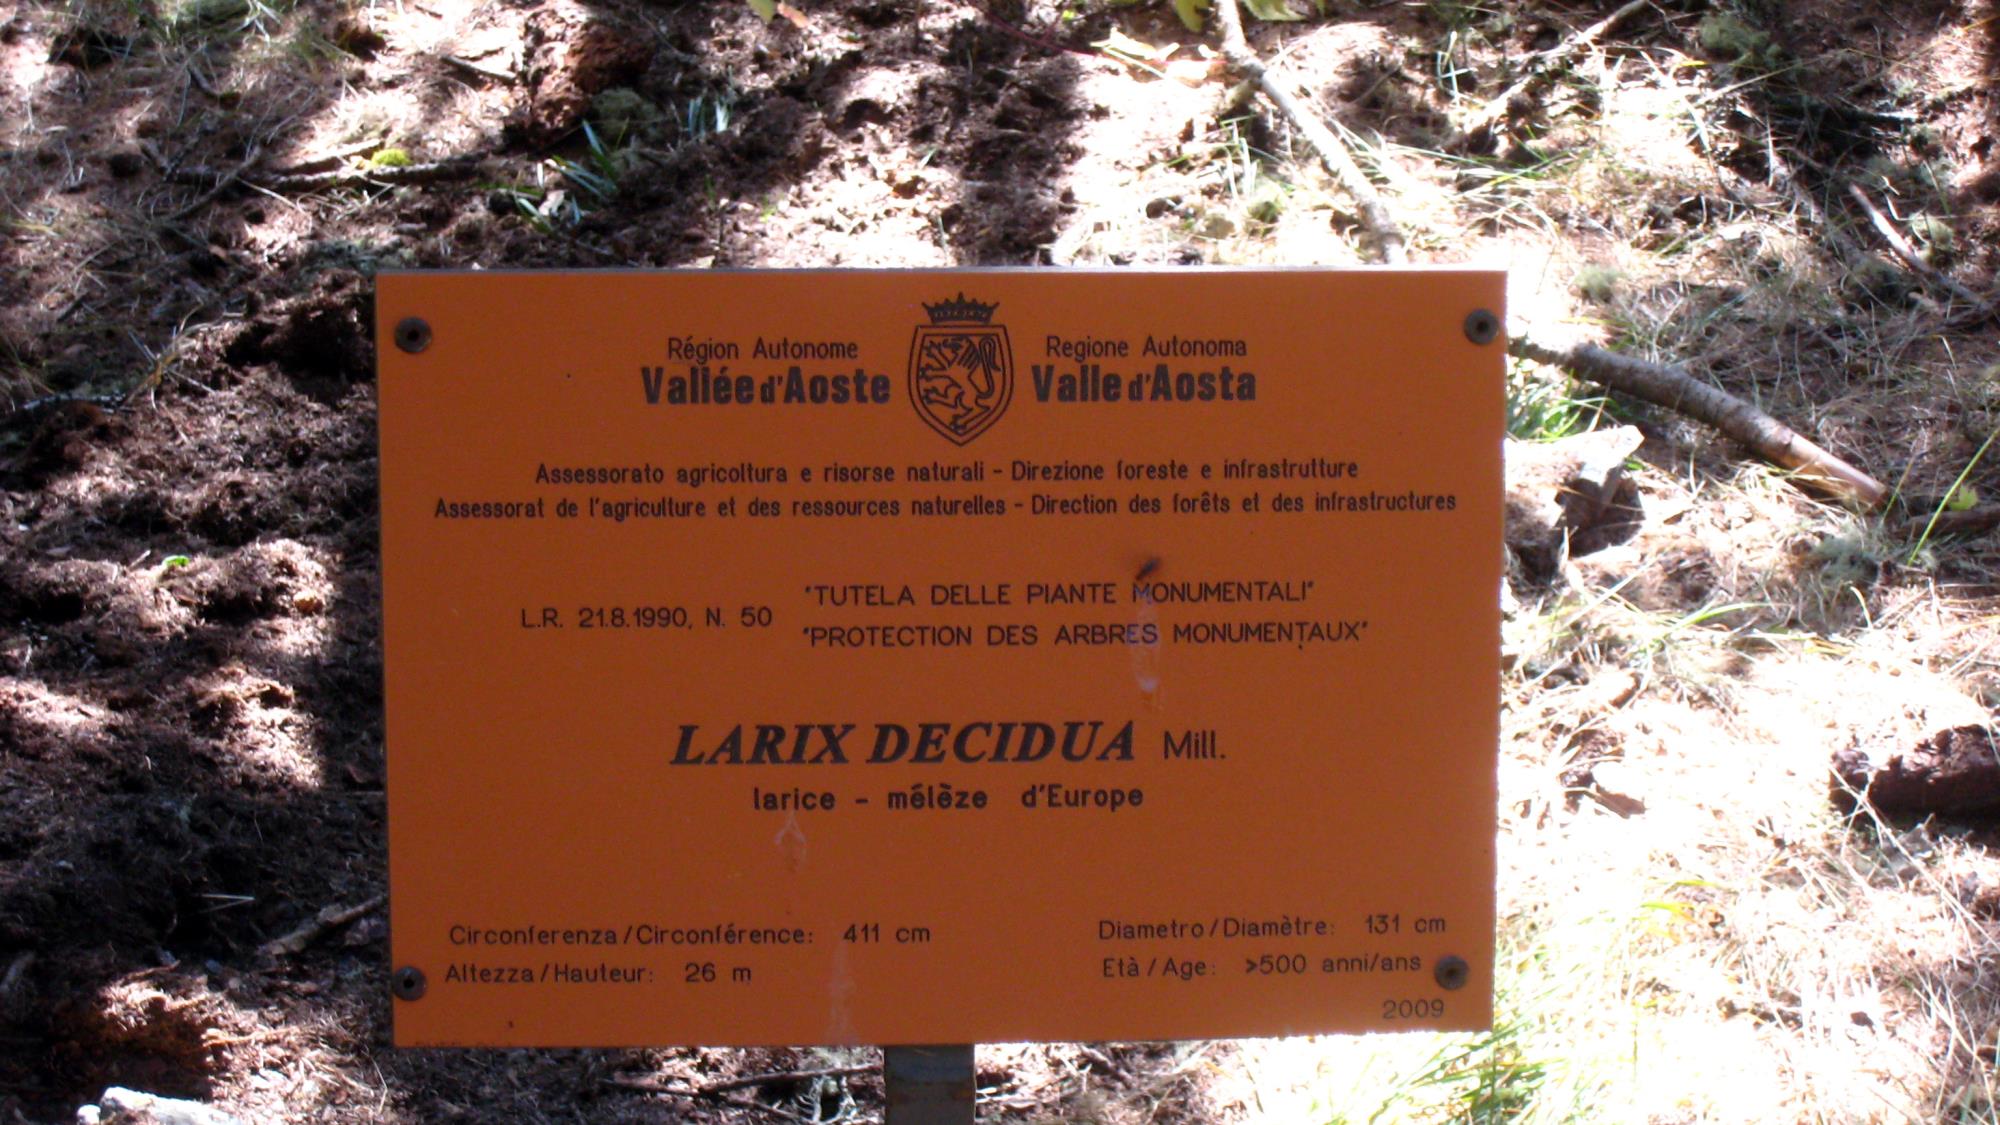 Région Autonome
Vallée d'Aoste
Regione Autonoma
Valle d'Aosta
Assessorato agricoltura e risorse naturali - Direzione foreste e infrastrutture
Assessorat de l'agriculture et des ressources naturelles - Direction des forêts et des infrastructures
L.R. 21.8.1990, N. 50
"TUTELA DELLE PIANTE MONUMENTALI"
"PROTECTION DES ARBRES MONUMENTAUX"
LARIX DECIDUA Mill.
larice - mélèze d'Europe
Circonferenza/Circonférence: 411 cm
Diametro/Diamètre: 131 cm
Altezza/Hauteur: 26 m
Età/Age: >500 anni/ans
2009